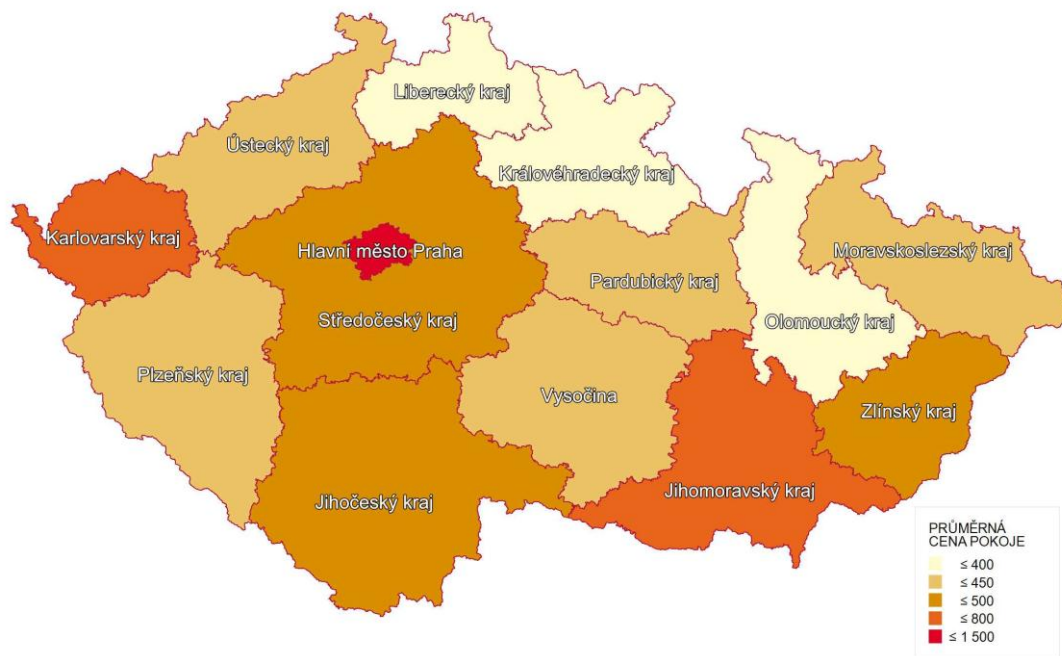 Liberecký kraj
Ústecký kraj
Královéhradecký kraj
Karlovarský kraj
Hlavní město Praha
Moravskoslezský kraj
Pardubický kraj
Středočeský kraj
Olomoucký kraj
Plzeňský kraj
Vysočina
Zlínský kraj
Jihočeský kraj
Jihomoravský kraj
PRŮMĚRNÁ
CENA POKOJE
≤ 400
≤ 450
≤ 500
≤ 800
≤ 1 500